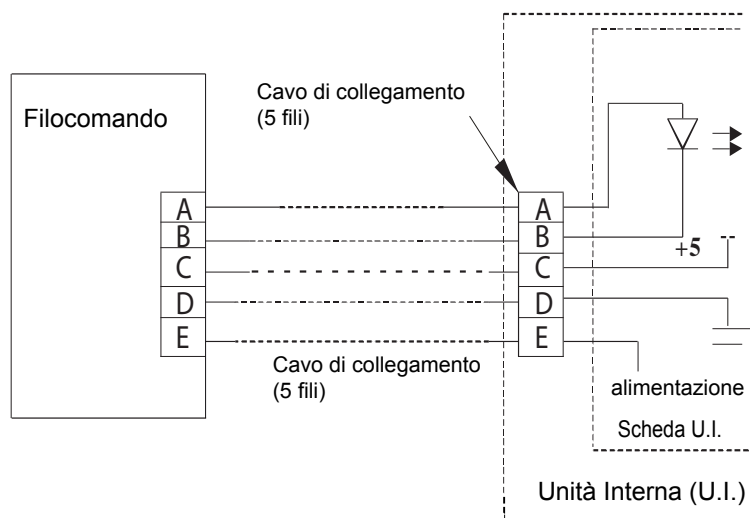 Filocomando
Cavo di collegamento
(5 fili)
A
B
C
D
E
A
B
C
D
E
+5
Cavo di collegamento
(5 fili)
alimentazione
Scheda U.I.
Unità Interna (U.I.)